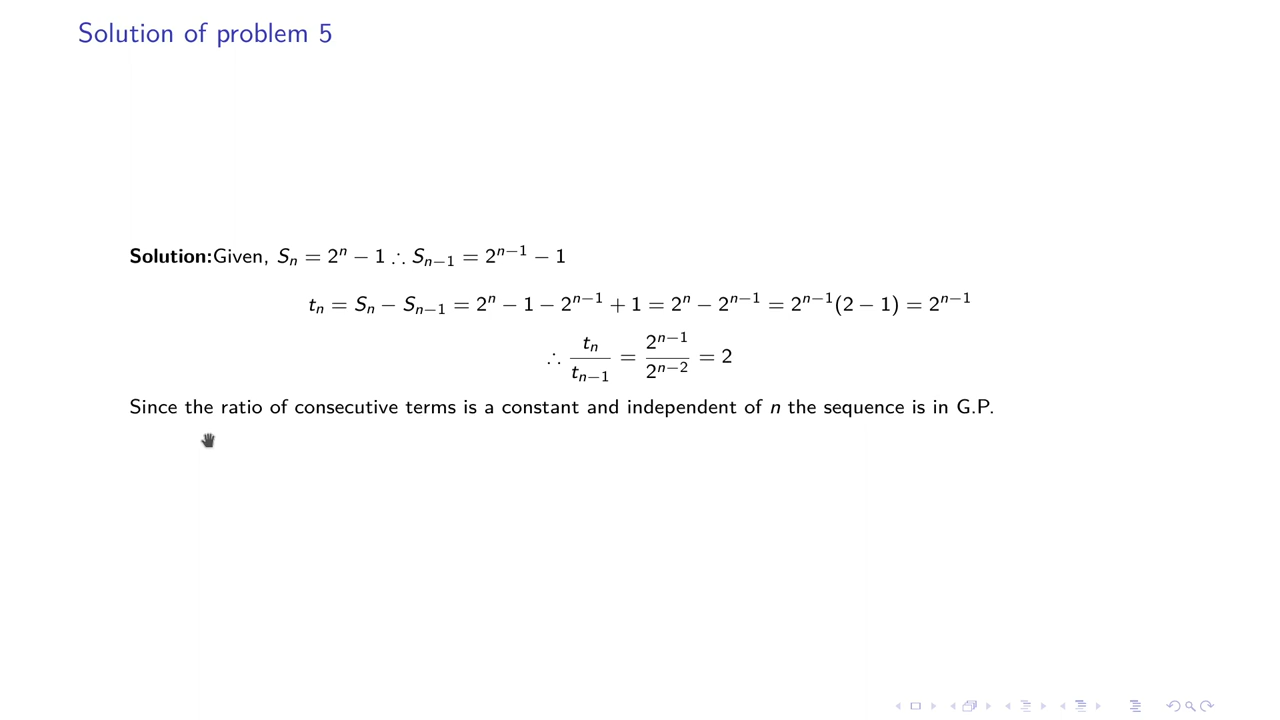 Solution of problem 5
Solution:Given, Sₙ = 2ⁿ − 1 ∴ Sₙ₋₁ = 2ⁿ⁻¹ − 1
tₙ = Sₙ − Sₙ₋₁ = 2ⁿ − 1 − 2ⁿ⁻¹ + 1 = 2ⁿ − 2ⁿ⁻¹ = 2ⁿ⁻¹(2 − 1) = 2ⁿ⁻¹
∴ tₙ/tₙ₋₁ = 2ⁿ⁻¹/2ⁿ⁻² = 2
Since the ratio of consecutive terms is a constant and independent of n the sequence is in G.P.